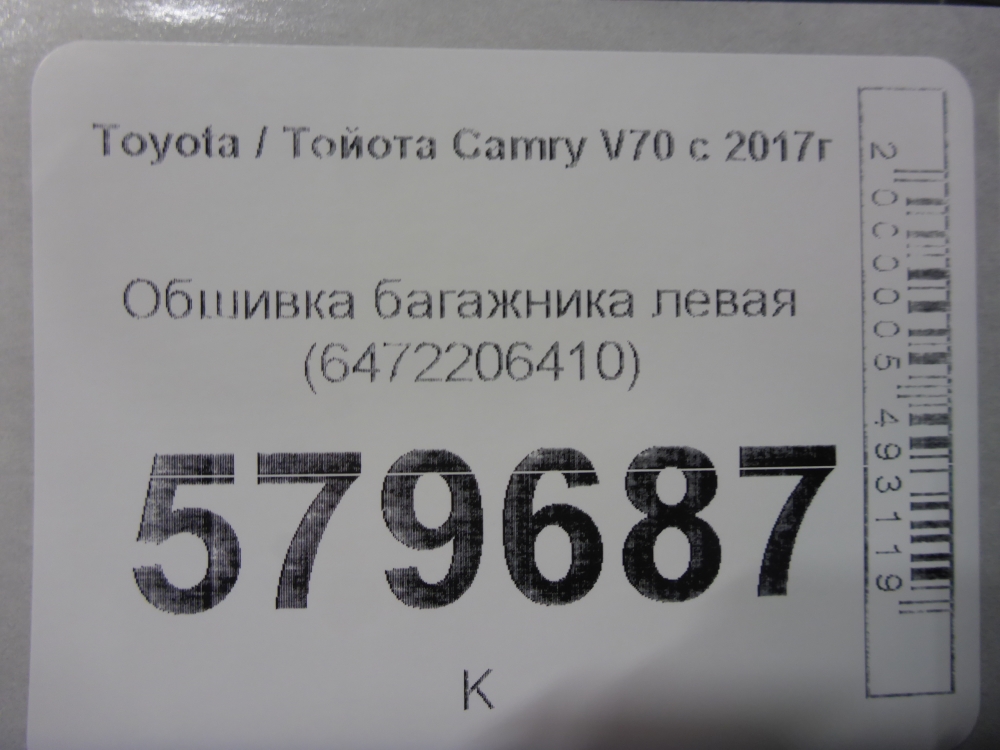 Toyota / Тойота Camry V70 с 2017г
Обшивка багажника левая
(6472206410)
579687
К
2000005493119